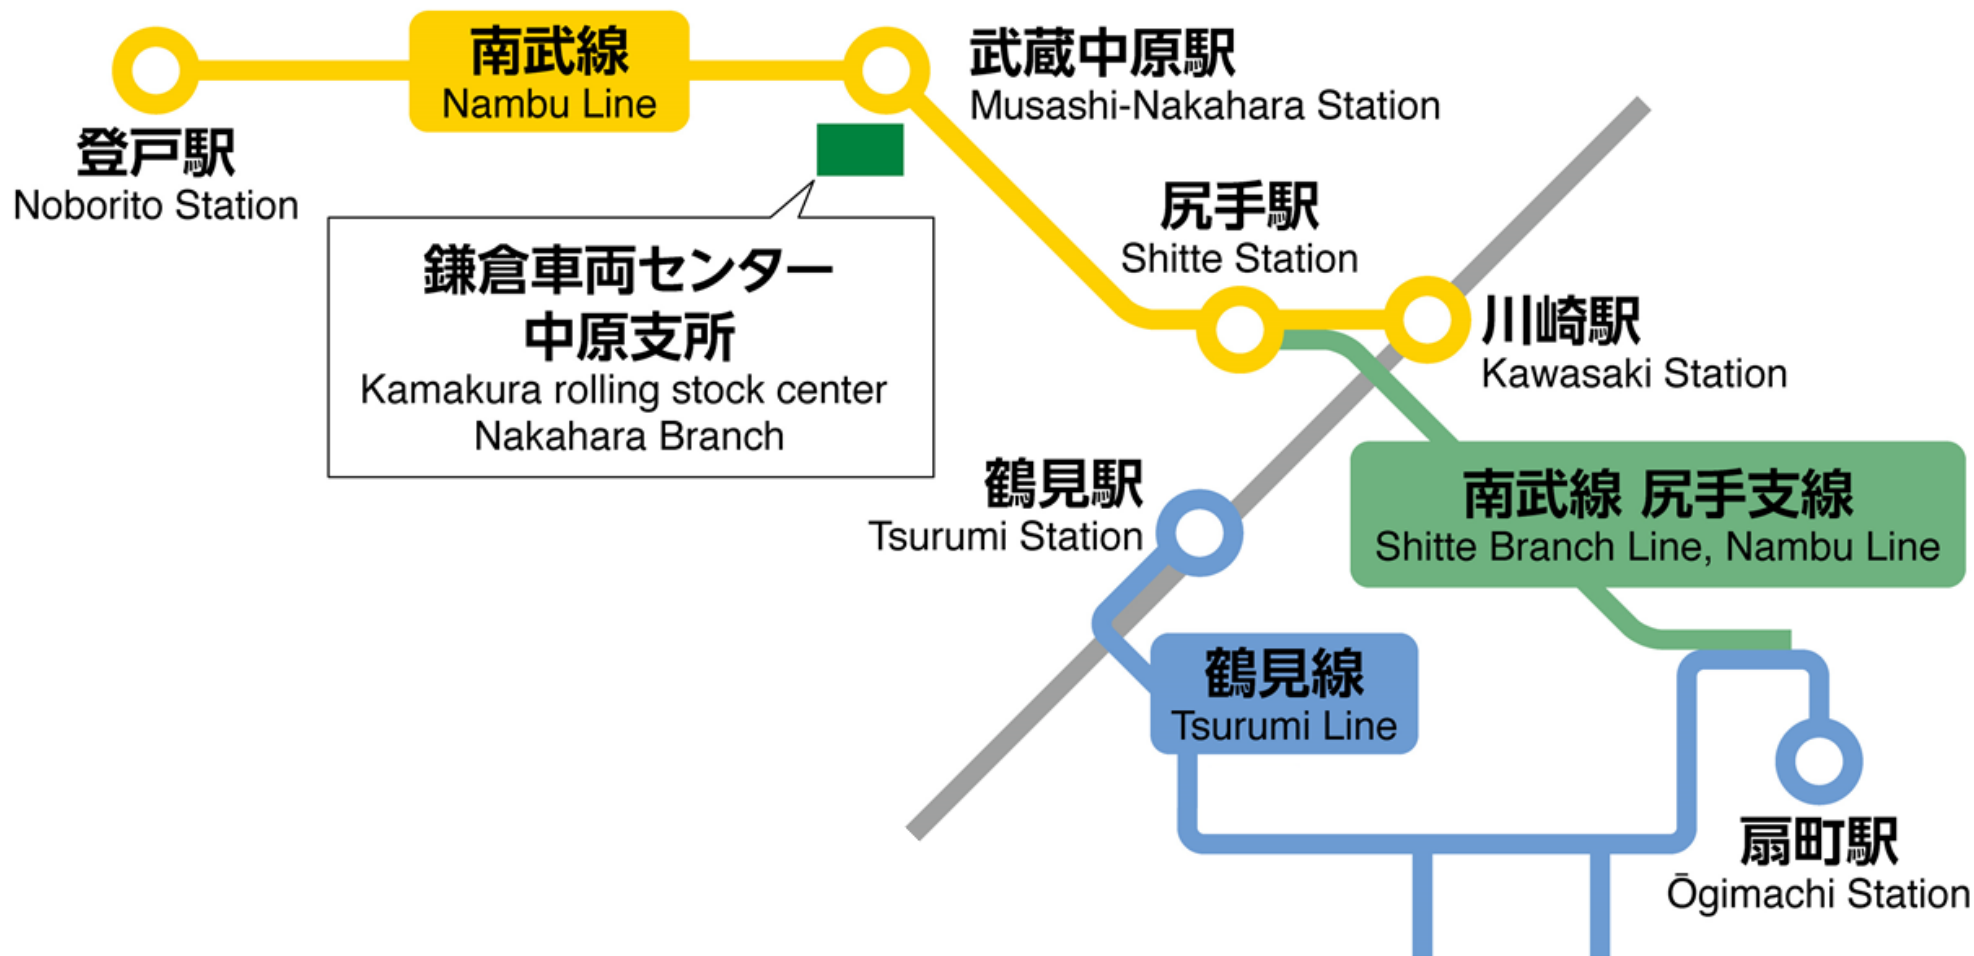 南武線
Nambu Line
武蔵中原駅
Musashi-Nakahara Station
登戸駅
Noborito Station
尻手駅
Shitte Station
鎌倉車両センター
中原支所
Kamakura rolling stock center
Nakahara Branch
川崎駅
Kawasaki Station
鶴見駅
Tsurumi Station
南武線 尻手支線
Shitte Branch Line, Nambu Line
鶴見線
Tsurumi Line
扇町駅
Ōgimachi Station